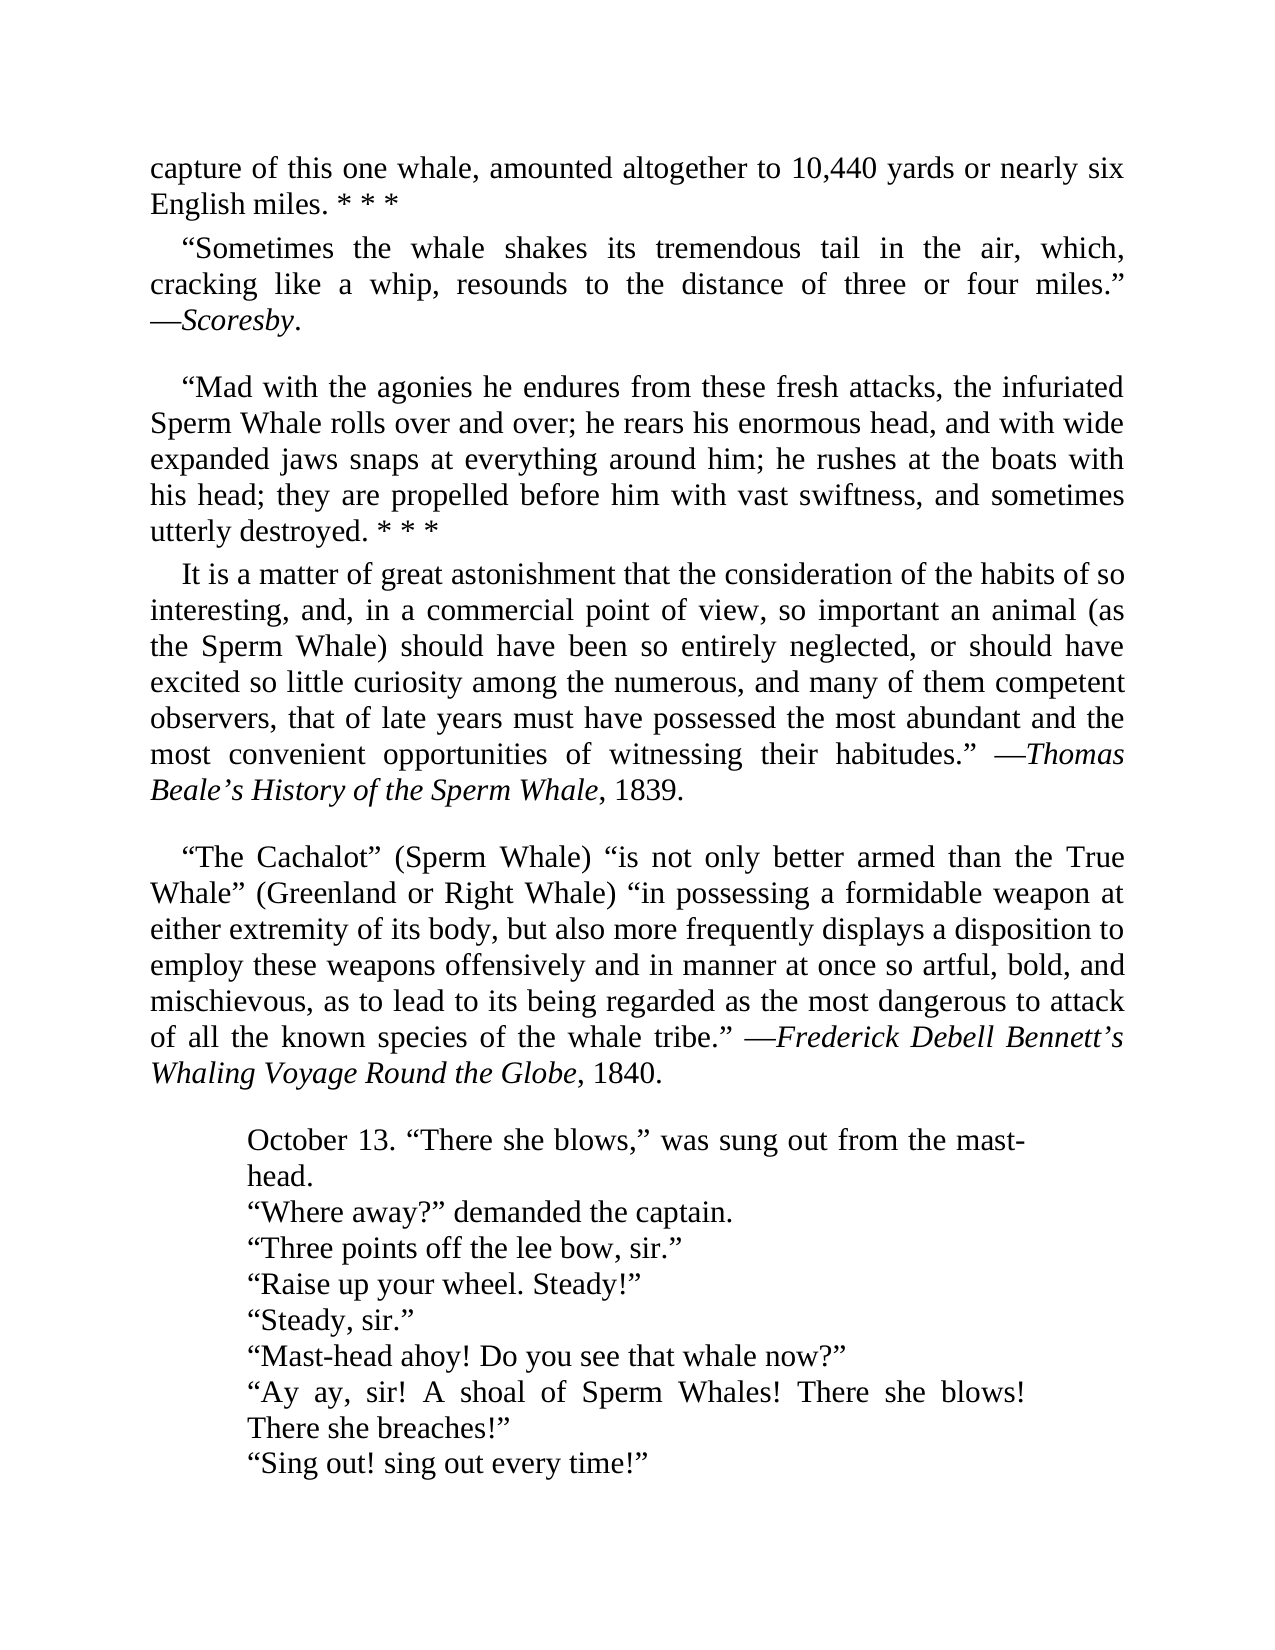 capture of this one whale, amounted altogether to 10,440 yards or nearly six
English miles. * * *
“Sometimes the whale shakes its tremendous tail in the air, which,
cracking like a whip, resounds to the distance of three or four miles.”
—Scoresby.
“Mad with the agonies he endures from these fresh attacks, the infuriated
Sperm Whale rolls over and over; he rears his enormous head, and with wide
expanded jaws snaps at everything around him; he rushes at the boats with
his head; they are propelled before him with vast swiftness, and sometimes
utterly destroyed. * * *
It is a matter of great astonishment that the consideration of the habits of so
interesting, and, in a commercial point of view, so important an animal (as
the Sperm Whale) should have been so entirely neglected, or should have
excited so little curiosity among the numerous, and many of them competent
observers, that of late years must have possessed the most abundant and the
most convenient opportunities of witnessing their habitudes.” —Thomas
Beale’s History of the Sperm Whale, 1839.
“The Cachalot” (Sperm Whale) “is not only better armed than the True
Whale” (Greenland or Right Whale) “in possessing a formidable weapon at
either extremity of its body, but also more frequently displays a disposition to
employ these weapons offensively and in manner at once so artful, bold, and
mischievous, as to lead to its being regarded as the most dangerous to attack
of all the known species of the whale tribe.” —Frederick Debell Bennett’s
Whaling Voyage Round the Globe, 1840.
October 13. “There she blows,” was sung out from the mast-
head.
“Where away?” demanded the captain.
“Three points off the lee bow, sir.”
“Raise up your wheel. Steady!”
“Steady, sir.”
“Mast-head ahoy! Do you see that whale now?”
“Ay ay, sir! A shoal of Sperm Whales! There she blows!
There she breaches!”
“Sing out! sing out every time!”